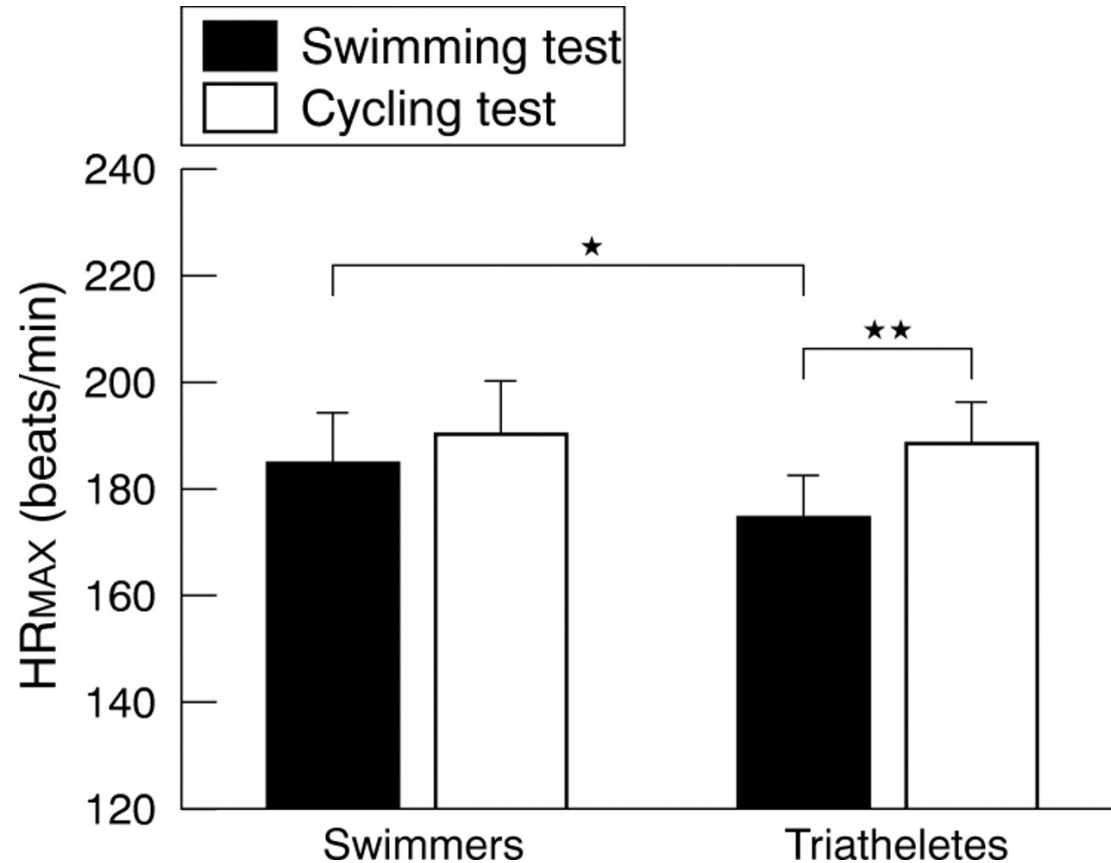 Swimming test
Cycling test
240
220
200
180
160
140
120
HRMAX (beats/min)
★
★★
Swimmers
Triatheletes